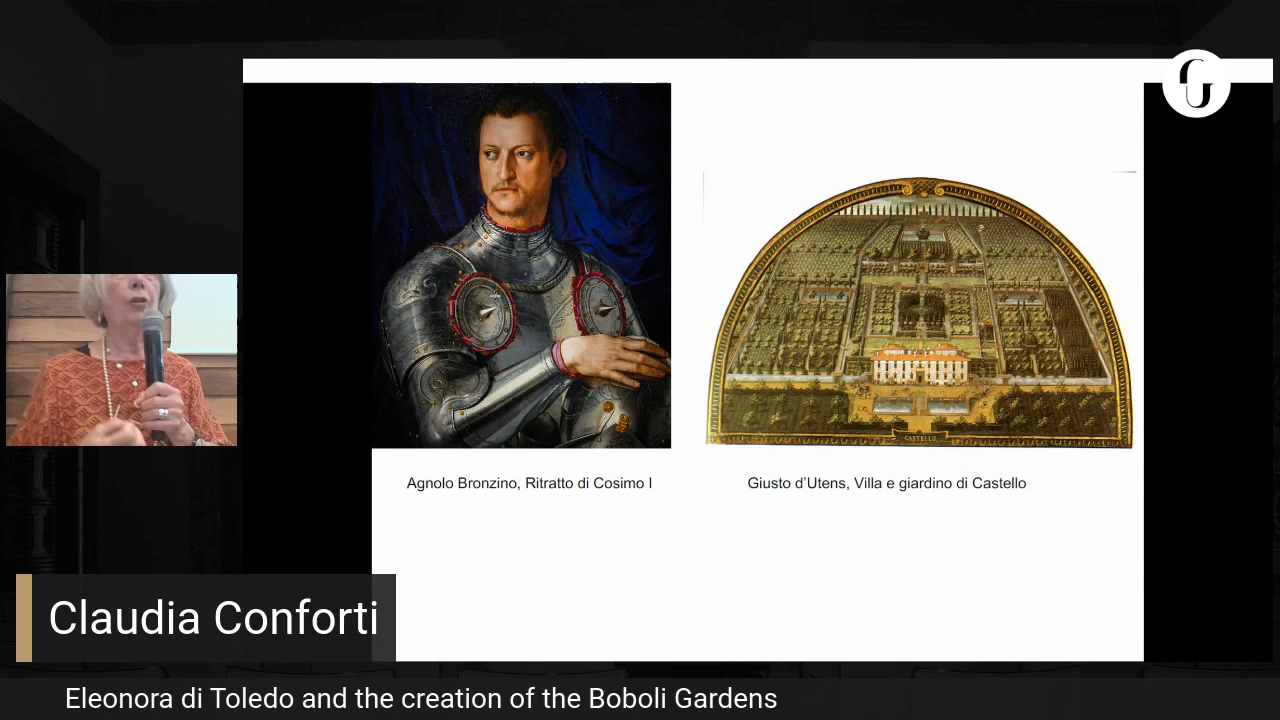 Agnolo Bronzino, Ritratto di Cosimo I
Giusto d'Utens, Villa e giardino di Castello
CASTELLO
Claudia Conforti
Eleonora di Toledo and the creation of the Boboli Gardens